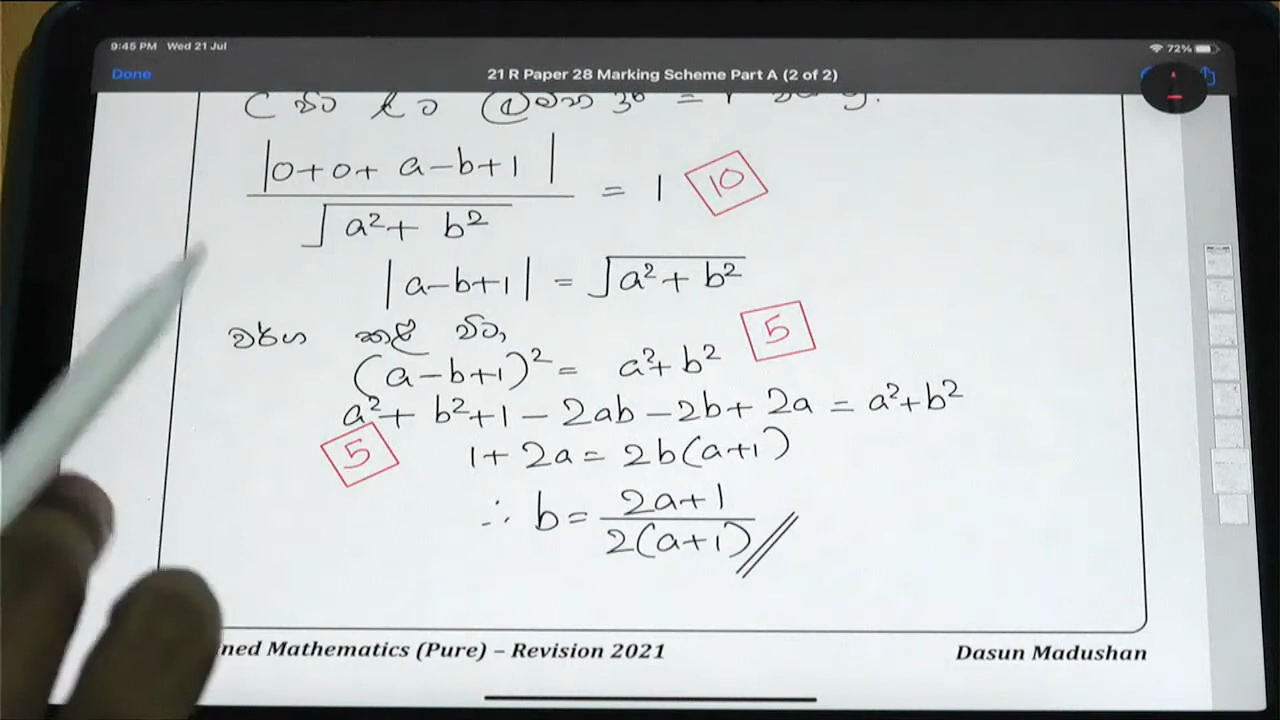 9:45 PM Wed 21 Jul
72%
Done
21 R Paper 28 Marking Scheme Part A (2 of 2)
|0+0+ a-b+1| / √(a²+ b²) = 1 10
|a-b+1| = √(a²+ b²)
වර්ග කළ විට,
(a-b+1)² = a²+b² 5
a²+ b²+1 - 2ab - 2b + 2a = a²+b²
5 1+ 2a = 2b(a+1)
∴ b = 2a+1 / 2(a+1) //
ned Mathematics (Pure) – Revision 2021
Dasun Madushan